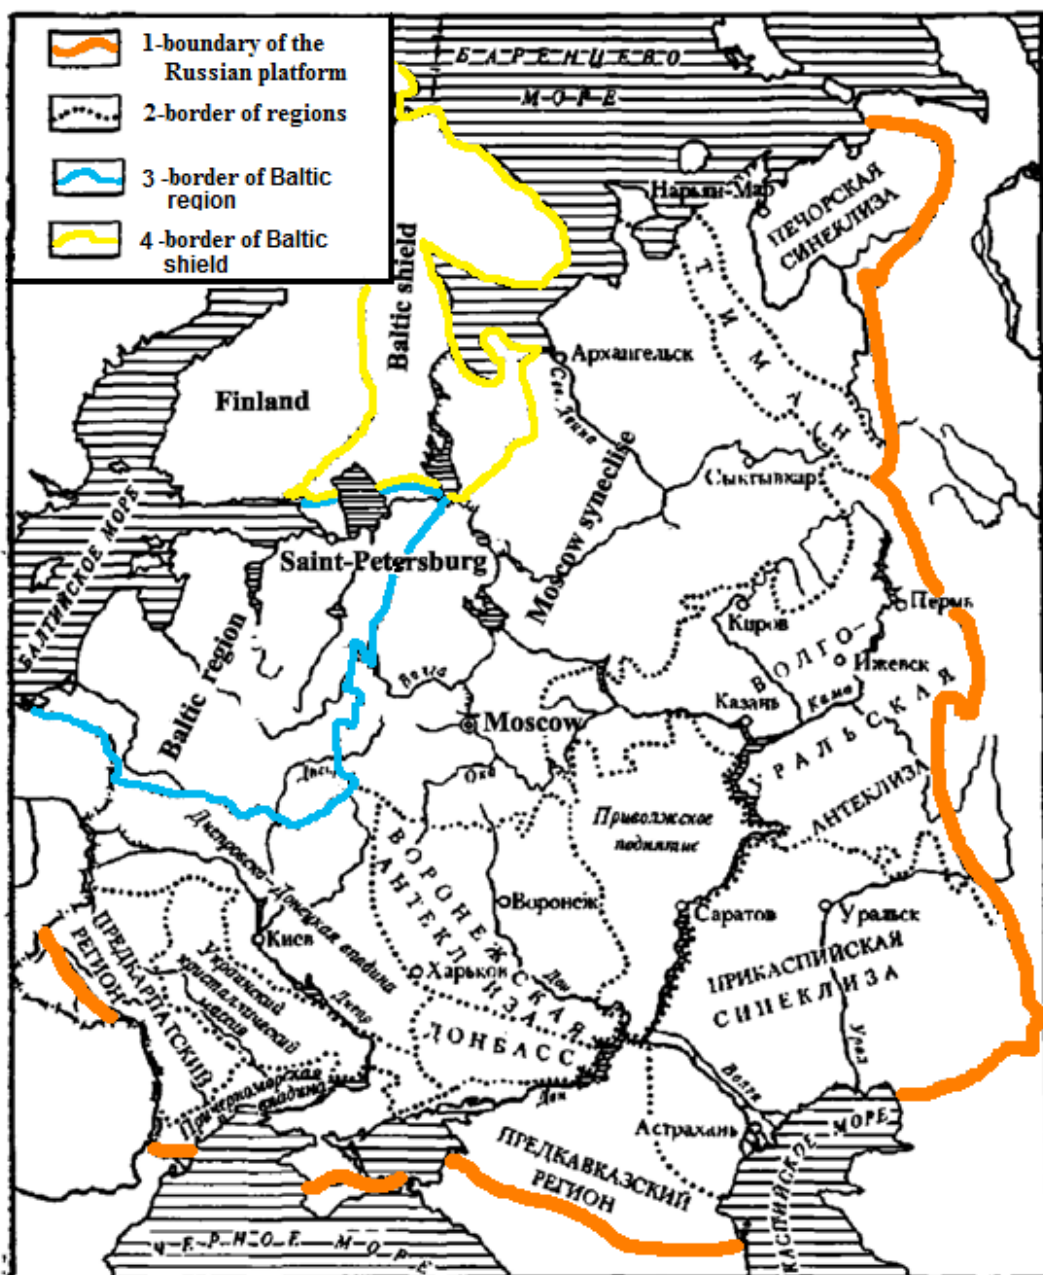 1-boundary of the
Russian platform
2-border of regions
3 -border of Baltic
region
4 -border of Baltic
shield
БАРЕНЦЕВО
МОРЕ
Нарьян-Мар
ПЕЧОРСКАЯ
СИНЕКЛИЗА
ТИМАН
Baltic shield
Finland
Архангельск
Сев. Двина
Сыктывкар
Moscow syneclise
БАЛТИЙСКОЕ МОРЕ
Saint-Petersburg
Baltic region
Киров
Пермь
Ижевск
ВОЛГО-
УРАЛЬСКАЯ
АНТЕКЛИЗА
Казань
Кама
Волга
Moscow
Ока
Приволжское
поднятие
Днепровско-Донецкая впадина
ВОРОНЕЖСКАЯ
АНТЕКЛИЗА
Воронеж
Саратов
Уральск
Киев
Харьков
Дон
ПРИКАСПИЙСКАЯ
СИНЕКЛИЗА
ПРЕДКАРПАТСКИЙ
РЕГИОН
Украинский
кристаллический
массив
Днепр
ДОНБАСС
Дон
Урал
Волга
Причерноморская
впадина
Астрахань
ПРЕДКАВКАЗСКИЙ
РЕГИОН
КАСПИЙСКОЕ МОРЕ
ЧЕРНОЕ МОРЕ